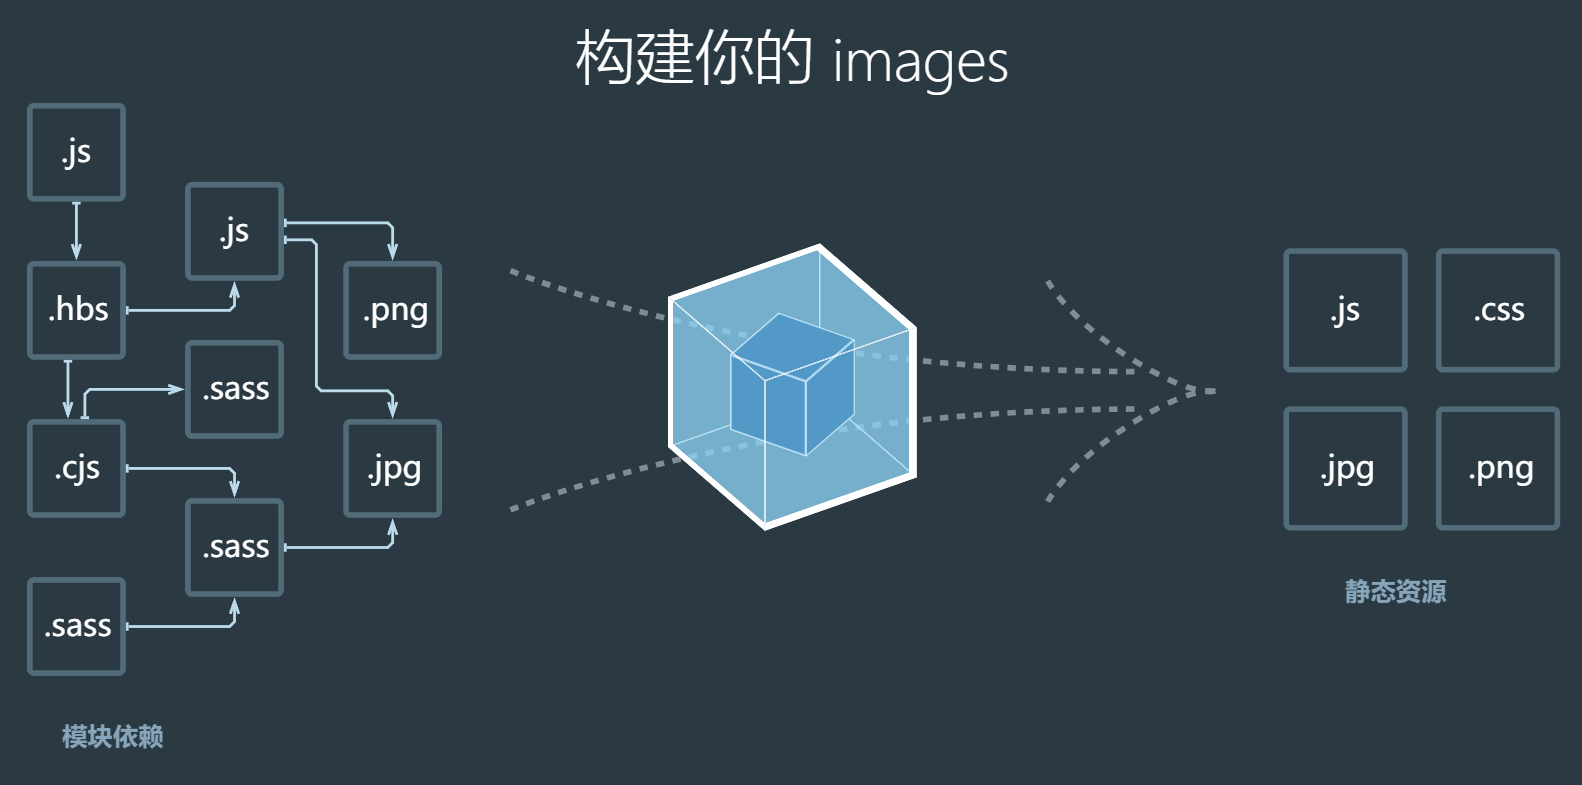 构建你的 images
.js
.js
.hbs
.png
.sass
.cjs
.jpg
.sass
.sass
模块依赖
.js
.css
.jpg
.png
静态资源